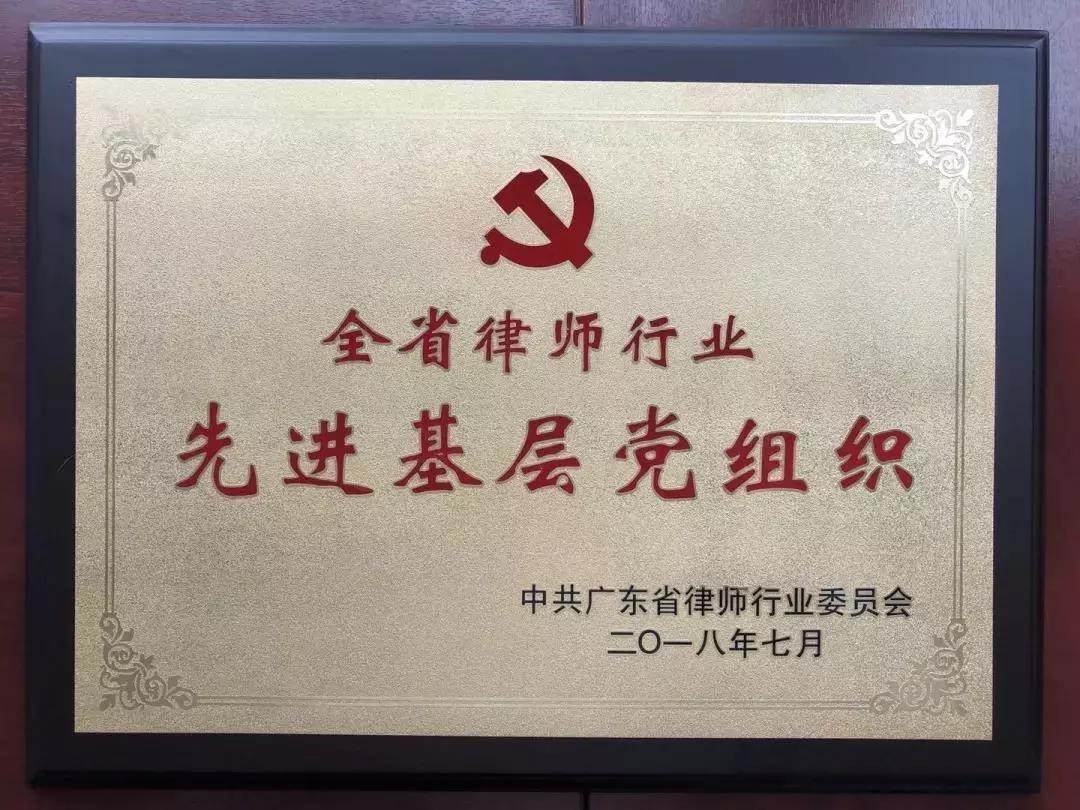 全省律师行业
先进基层党组织
中共广东省律师行业委员会
二〇一八年七月